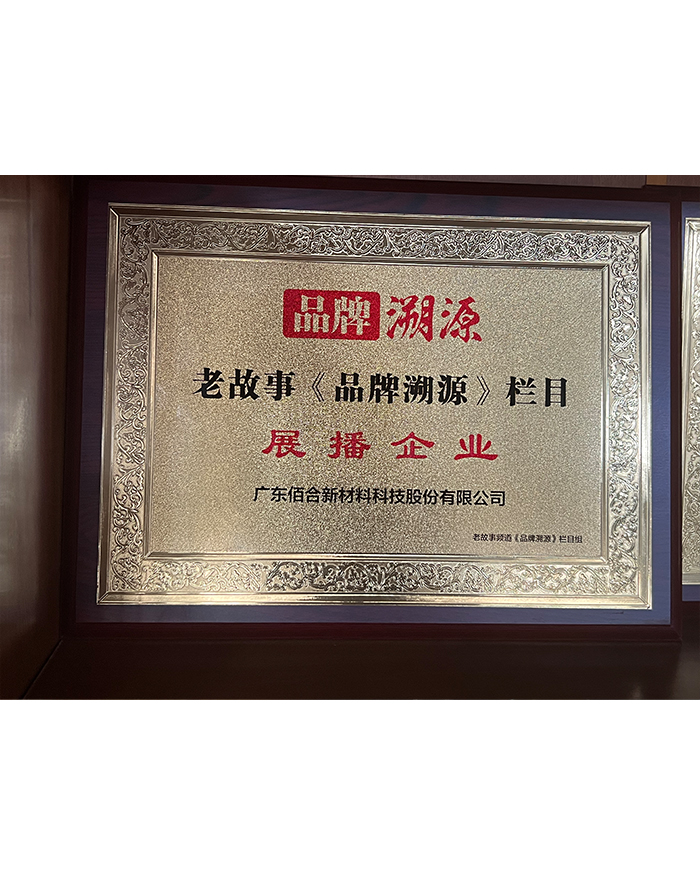 品牌溯源
老故事《品牌溯源》栏目
展播企业
广东佰合新材料科技股份有限公司
老故事频道《品牌溯源》栏目组